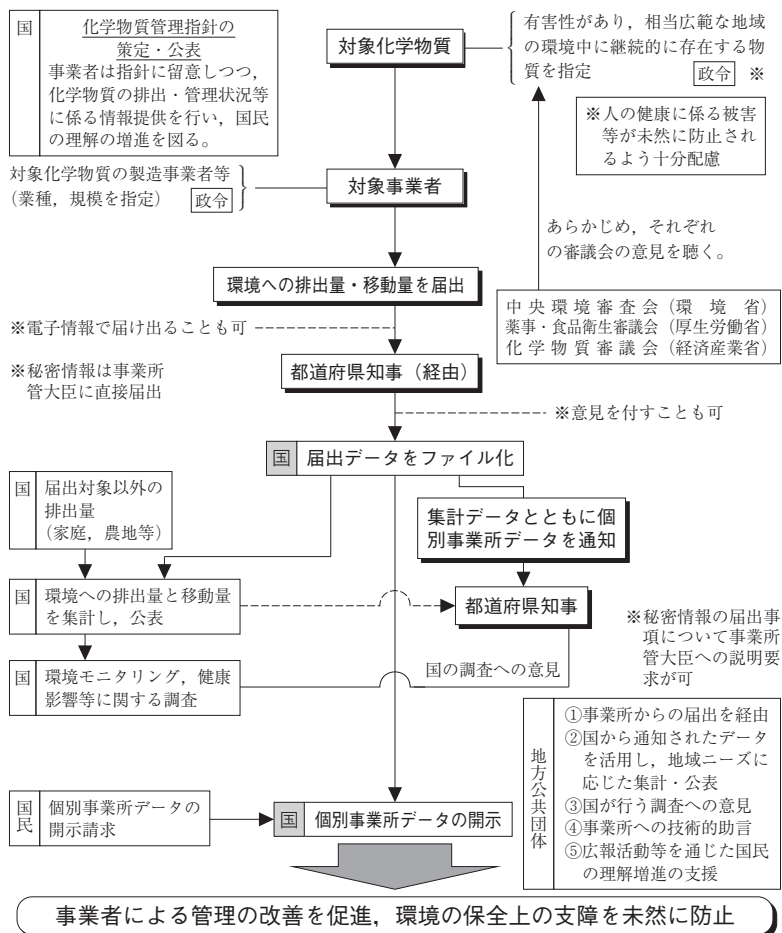 国
化学物質管理指針の
策定・公表
事業者は指針に留意しつつ，
化学物質の排出・管理状況等
に係る情報提供を行い，国民
の理解の増進を図る。
対象化学物質
有害性があり，相当広範な地域
の環境中に継続的に存在する物
質を指定
政令 ※
※人の健康に係る被害
等が未然に防止され
るよう十分配慮
対象化学物質の製造事業者等
（業種，規模を指定） 政令
対象事業者
あらかじめ，それぞれ
の審議会の意見を聴く。
環境への排出量・移動量を届出
中央環境審査会（環境省）
薬事・食品衛生審議会（厚生労働省）
化学物質審議会（経済産業省）
※電子情報で届け出ることも可
※秘密情報は事業所
管大臣に直接届出
都道府県知事（経由）
※意見を付すことも可
国 届出データをファイル化
国
届出対象以外の
排出量
（家庭，農地等）
集計データとともに個
別事業所データを通知
国
環境への排出量と移動量
を集計し，公表
都道府県知事
※秘密情報の届出事
項について事業所
管大臣への説明要
求が可
国
環境モニタリング，健康
影響等に関する調査
国の調査への意見
地方公共団体
①事業所からの届出を経由
②国から通知されたデータ
を活用し，地域ニーズに
応じた集計・公表
③国が行う調査への意見
④事業所への技術的助言
⑤広報活動等を通じた国民
の理解増進の支援
国民
個別事業所データの
開示請求
国 個別事業所データの開示
事業者による管理の改善を促進，環境の保全上の支障を未然に防止